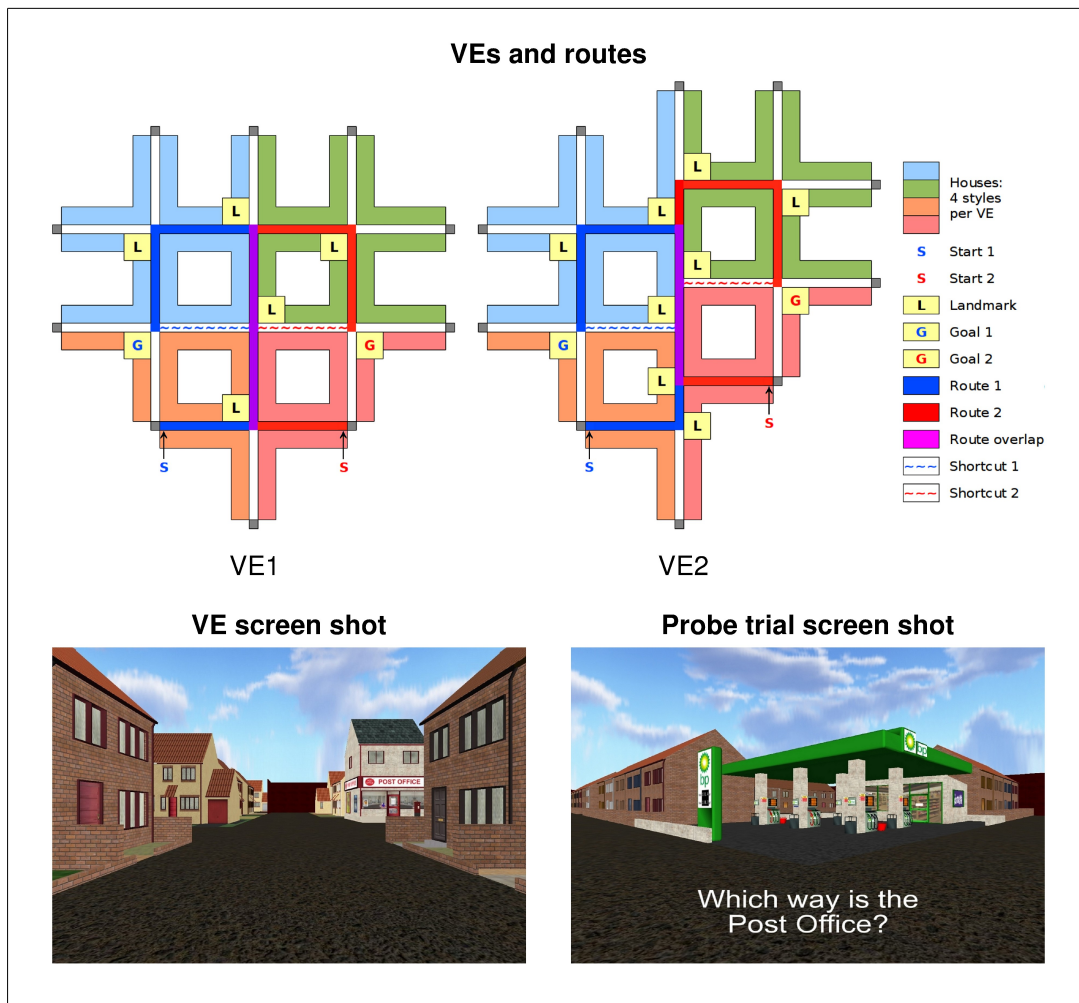 VEs and routes
L
L
L
L
L
G
G
S
S
VE1
L
L
L
L
L
G
G
L
L
S
S
VE2
Houses:
4 styles
per VE
S Start 1
S Start 2
L Landmark
G Goal 1
G Goal 2
Route 1
Route 2
Route overlap
~~~ Shortcut 1
~~~ Shortcut 2
VE screen shot
POST OFFICE
Probe trial screen shot
bp
bp
Which way is the
Post Office?